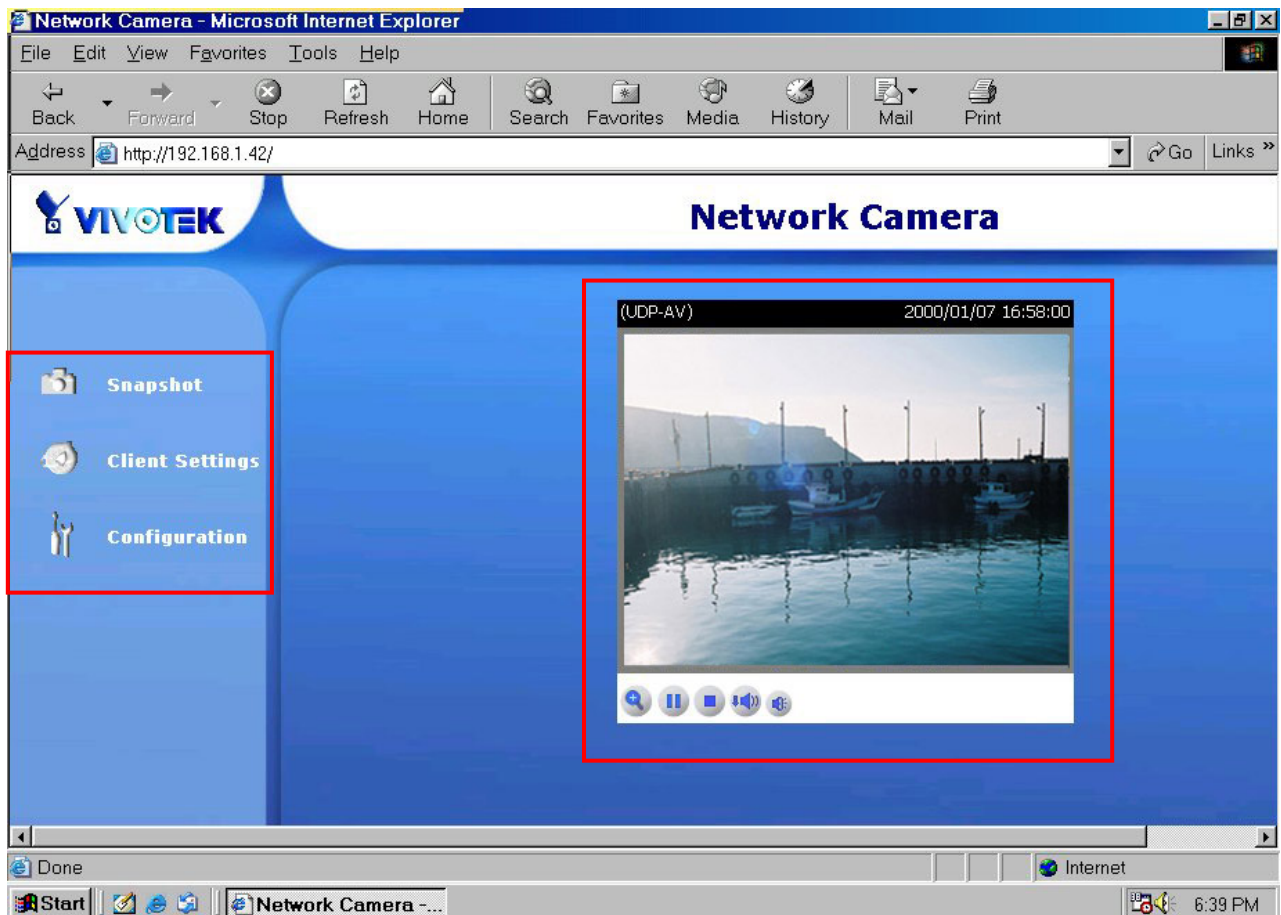 Network Camera - Microsoft Internet Explorer
File Edit View Favorites Tools Help
Back Forward Stop Refresh Home Search Favorites Media History Mail Print
Address http://192.168.1.42/ Go Links »
VIVOTEK
Network Camera
(UDP-AV) 2000/01/07 16:58:00
Snapshot
Client Settings
Configuration
Done Internet
Start Network Camera -... 6:39 PM